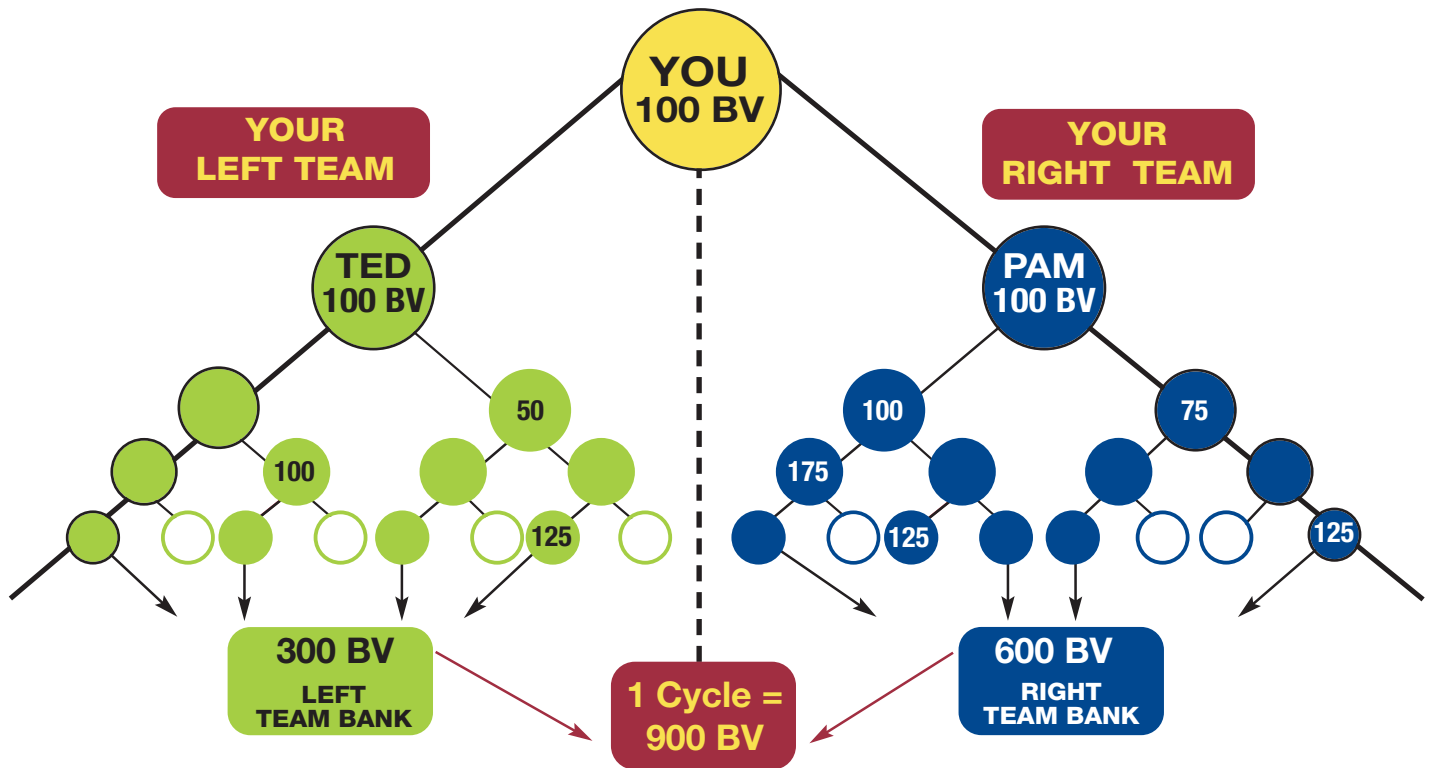 YOU
100 BV
YOUR
LEFT TEAM
YOUR
RIGHT TEAM
TED
100 BV
PAM
100 BV
50
100
75
100
175
125
125
125
300 BV
LEFT
TEAM BANK
600 BV
RIGHT
TEAM BANK
1 Cycle =
900 BV